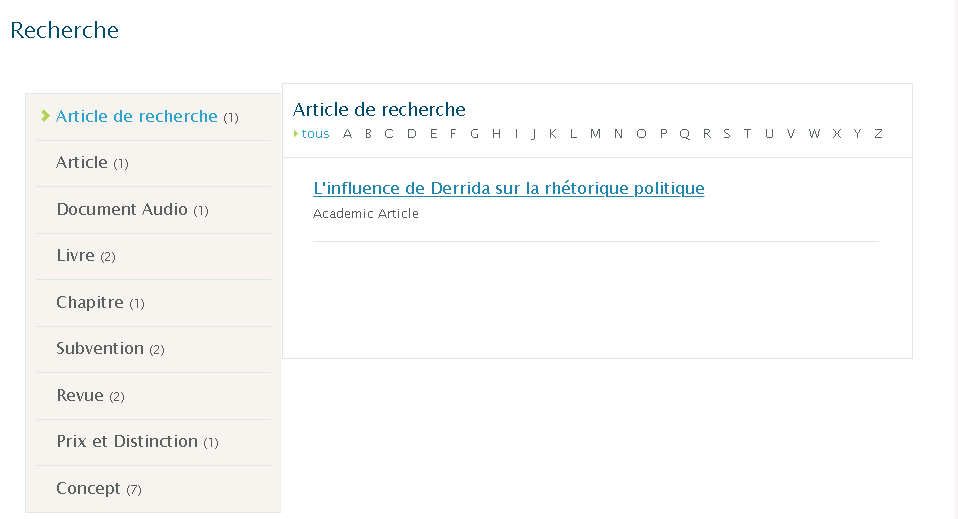 Recherche
Article de recherche (1)
Article (1)
Document Audio (1)
Livre (2)
Chapitre (1)
Subvention (2)
Revue (2)
Prix et Distinction (1)
Concept (7)
Article de recherche
tous A B C D E F G H I J K L M N O P Q R S T U V W X Y Z
L'influence de Derrida sur la rhétorique politique
Academic Article